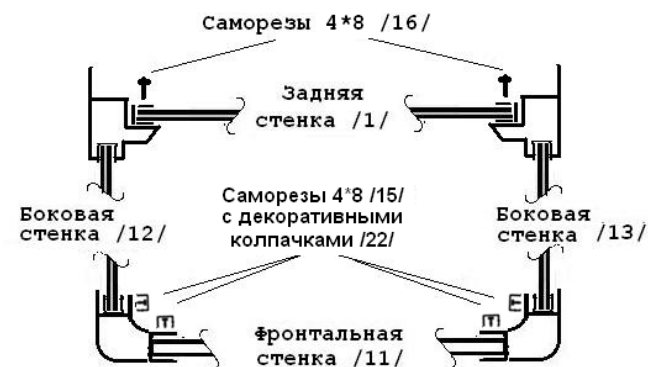 Саморезы 4*8 /16/
Задняя
стенка /1/
Саморезы 4*8 /15/
с декоративными
колпачками /22/
Боковая
стенка /12/
Боковая
стенка /13/
Фронтальная
стенка /11/